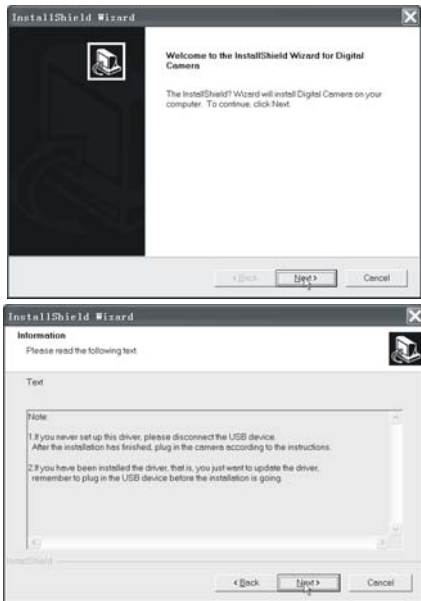 InstallShield Wizard
Welcome to the InstallShield Wizard for Digital
Camera
The InstallShield? Wizard will install Digital Camera on your
computer. To continue, click Next.
< Back
Next >
Cancel
InstallShield Wizard
Information
Please read the following text.
Text
Note:
1.If you never set up this driver, please disconnect the USB device.
After the installation has finished, plug in the camera according to the instructions.
2.If you have been installed the driver, that is, you just want to update the driver,
remember to plug in the USB device before the installation is going.
InstallShield
< Back
Next >
Cancel